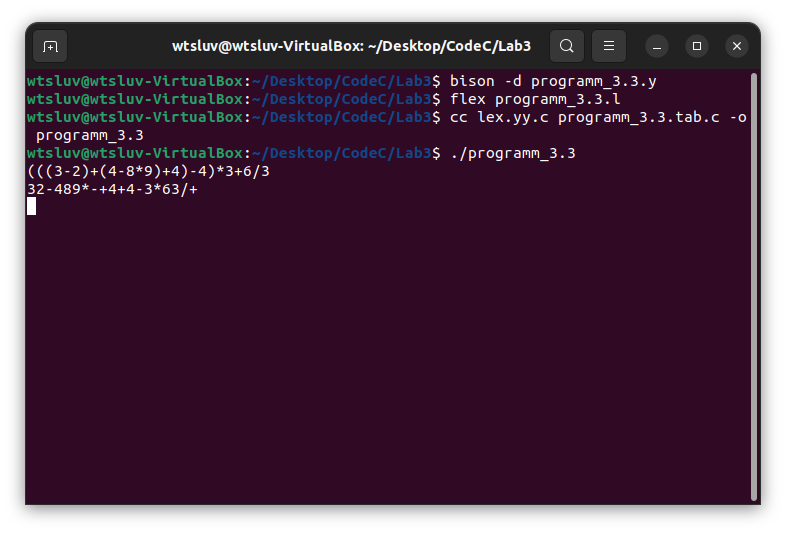 wtsluv@wtsluv-VirtualBox: ~/Desktop/CodeC/Lab3
wtsluv@wtsluv-VirtualBox:~/Desktop/CodeC/Lab3$ bison -d programm_3.3.y
wtsluv@wtsluv-VirtualBox:~/Desktop/CodeC/Lab3$ flex programm_3.3.l
wtsluv@wtsluv-VirtualBox:~/Desktop/CodeC/Lab3$ cc lex.yy.c programm_3.3.tab.c -o
programm_3.3
wtsluv@wtsluv-VirtualBox:~/Desktop/CodeC/Lab3$ ./programm_3.3
(((3-2)+(4-8*9)+4)-4)*3+6/3
32-489*-+4+4-3*63/+